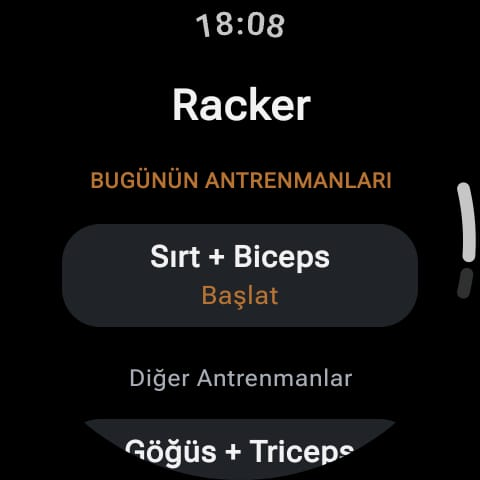 18:08
Racker
BUGÜNÜN ANTRENMANLARI
Sırt + Biceps
Başlat
Diğer Antrenmanlar
Göğüs + Triceps